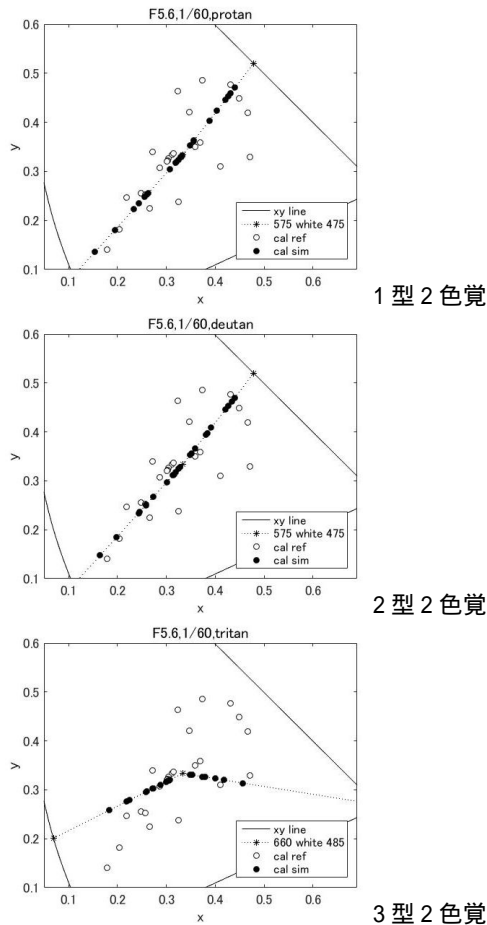 F5.6,1/60,protan
0.6
0.5
0.4
y
0.3
0.2
0.1
0.1 0.2 0.3 0.4 0.5 0.6
x
xy line
575 white 475
cal ref
cal sim
1型2色覚
F5.6,1/60,deutan
0.6
0.5
0.4
y
0.3
0.2
0.1
0.1 0.2 0.3 0.4 0.5 0.6
x
xy line
575 white 475
cal ref
cal sim
2型2色覚
F5.6,1/60,tritan
0.6
0.5
0.4
y
0.3
0.2
0.1
0.1 0.2 0.3 0.4 0.5 0.6
x
xy line
660 white 485
cal ref
cal sim
3型2色覚